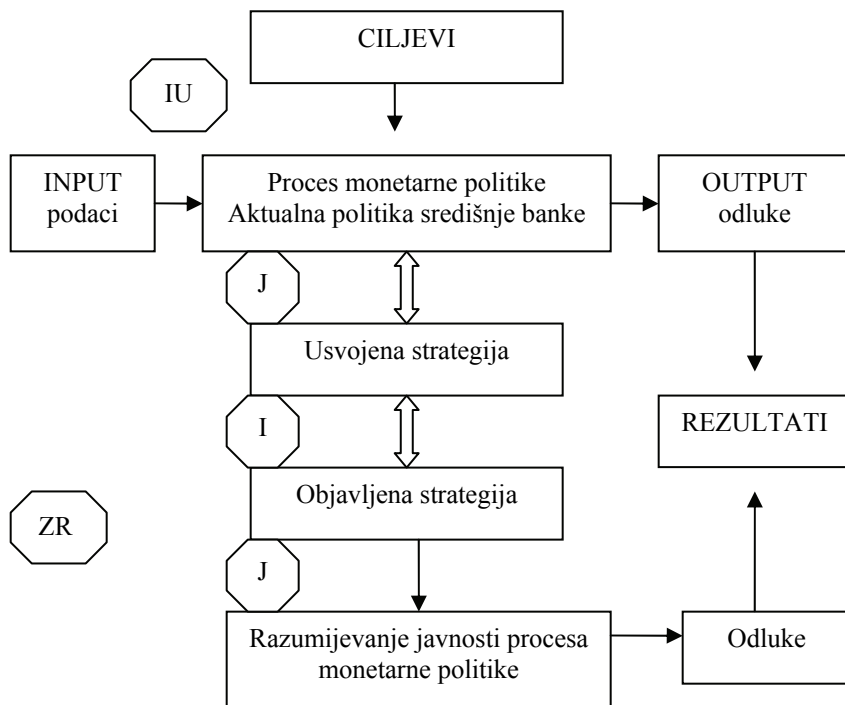 CILJEVI
IU
INPUT
podaci
Proces monetarne politike
Aktualna politika središnje banke
OUTPUT
odluke
J
Usvojena strategija
I
REZULTATI
Objavljena strategija
ZR
J
Razumijevanje javnosti procesa
monetarne politike
Odluke